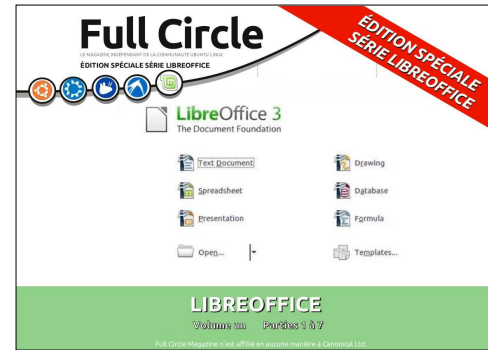 Full Circle
LE MAGAZINE INDÉPENDANT DE LA COMMUNAUTÉ UBUNTU LINUX
ÉDITION SPÉCIALE SÉRIE LIBREOFFICE
ÉDITION SPÉCIALE
SÉRIE LIBREOFFICE
LibreOffice 3
The Document Foundation
Text Document
Drawing
Spreadsheet
Database
Presentation
Formula
Open...
Templates...
LIBREOFFICE
Volume un Parties 1 à 7
Full Circle Magazine n'est affilié en aucune manière à Canonical Ltd.